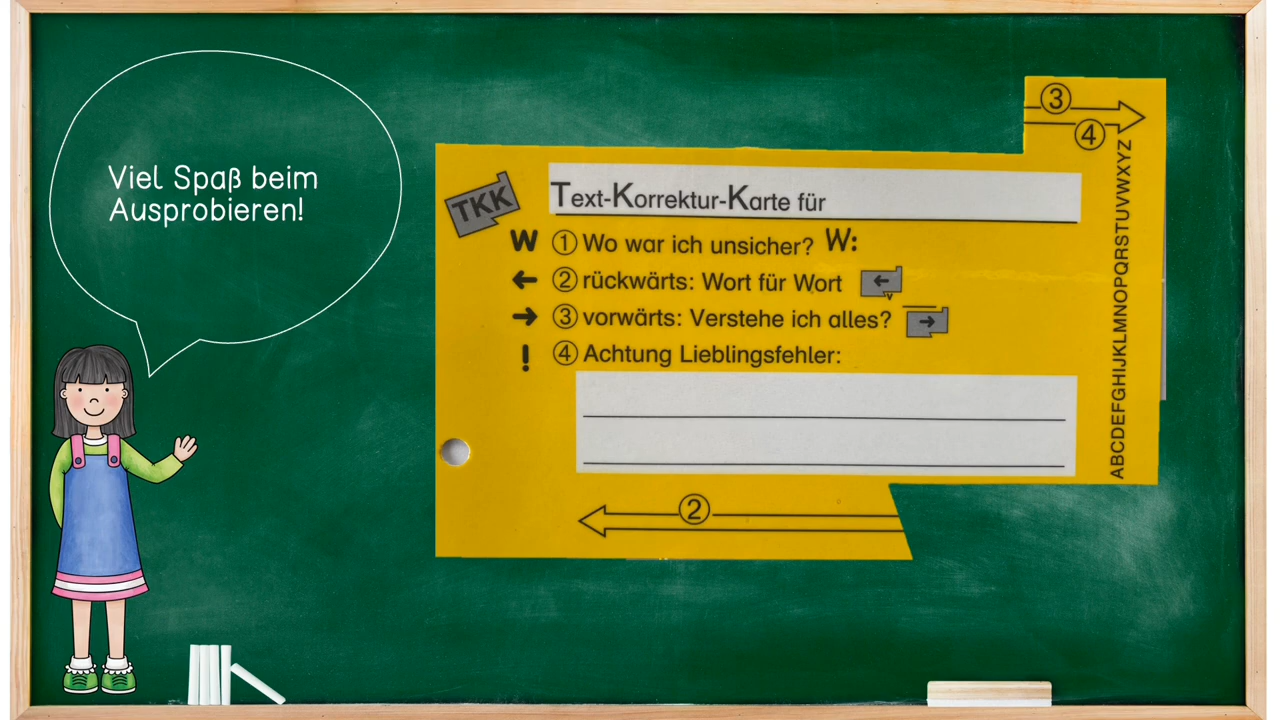 Viel Spaß beim
Ausprobieren!
③
④
TKK
Text-Korrektur-Karte für
W ① Wo war ich unsicher? W:
← ② rückwärts: Wort für Wort ← v
→ ③ vorwärts: Verstehe ich alles? →
! ④ Achtung Lieblingsfehler:
②
ABCDEFGHIJKLMNOPQRSTUVWXYZ